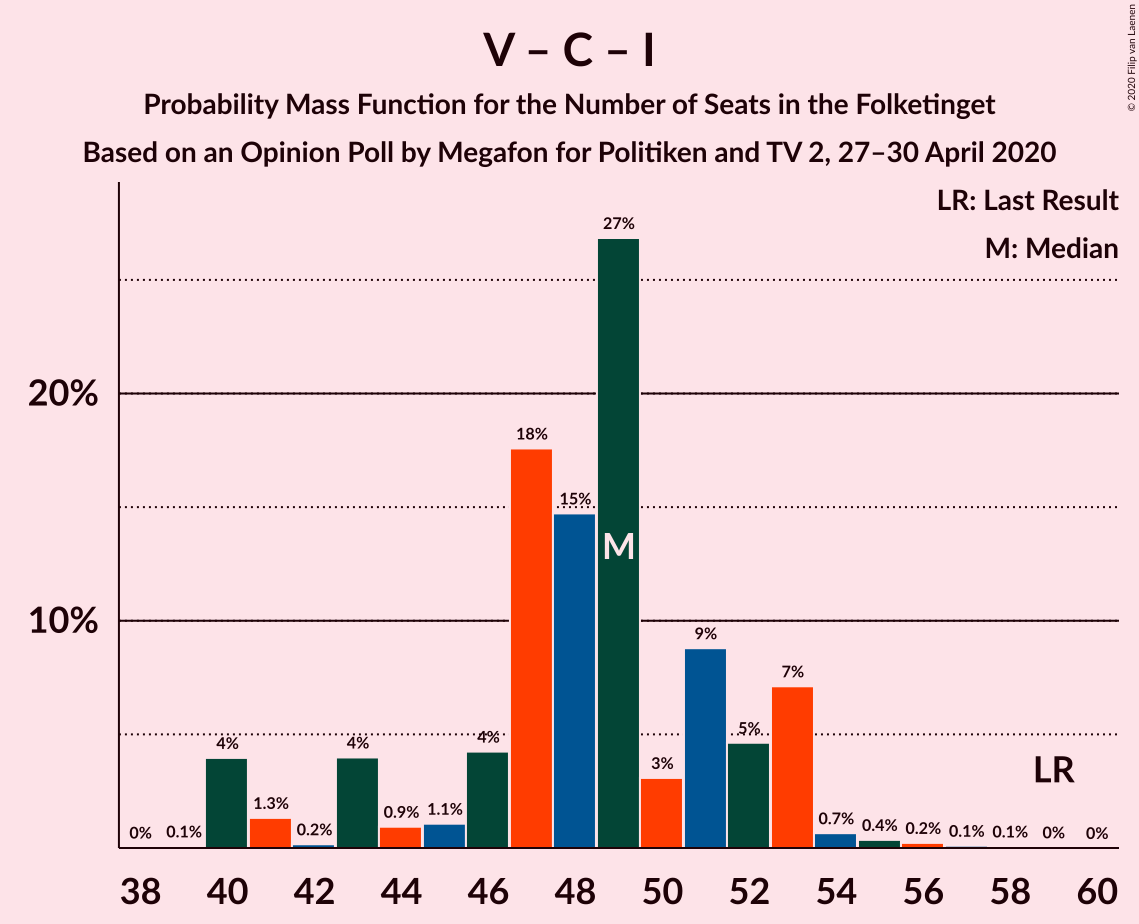 V – C – I
Probability Mass Function for the Number of Seats in the Folketinget
Based on an Opinion Poll by Megafon for Politiken and TV 2, 27–30 April 2020
© 2020 Filip van Laenen
LR: Last Result
M: Median
27%
20%
18%
15%
M
10%
9%
7%
5%
4%
4%
4%
3%
LR
1.3%
0.9%
1.1%
0.7%
0.4%
0%
0.1%
0.2%
0.2%
0.1%
0.1%
0%
0%
38 40 42 44 46 48 50 52 54 56 58 60